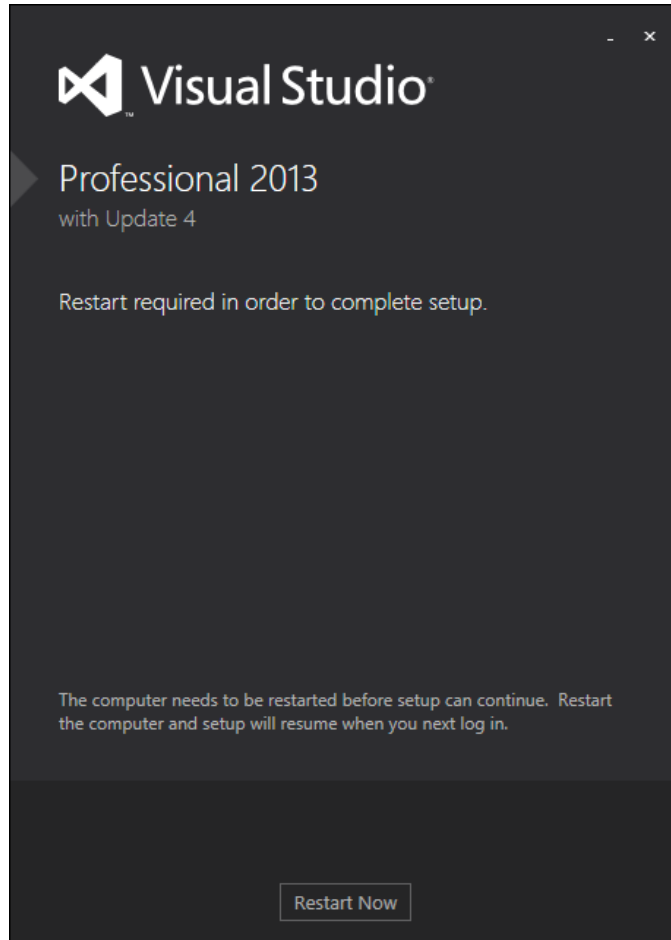 Visual Studio®
™
Professional 2013
with Update 4
Restart required in order to complete setup.
The computer needs to be restarted before setup can continue.  Restart
the computer and setup will resume when you next log in.
Restart Now